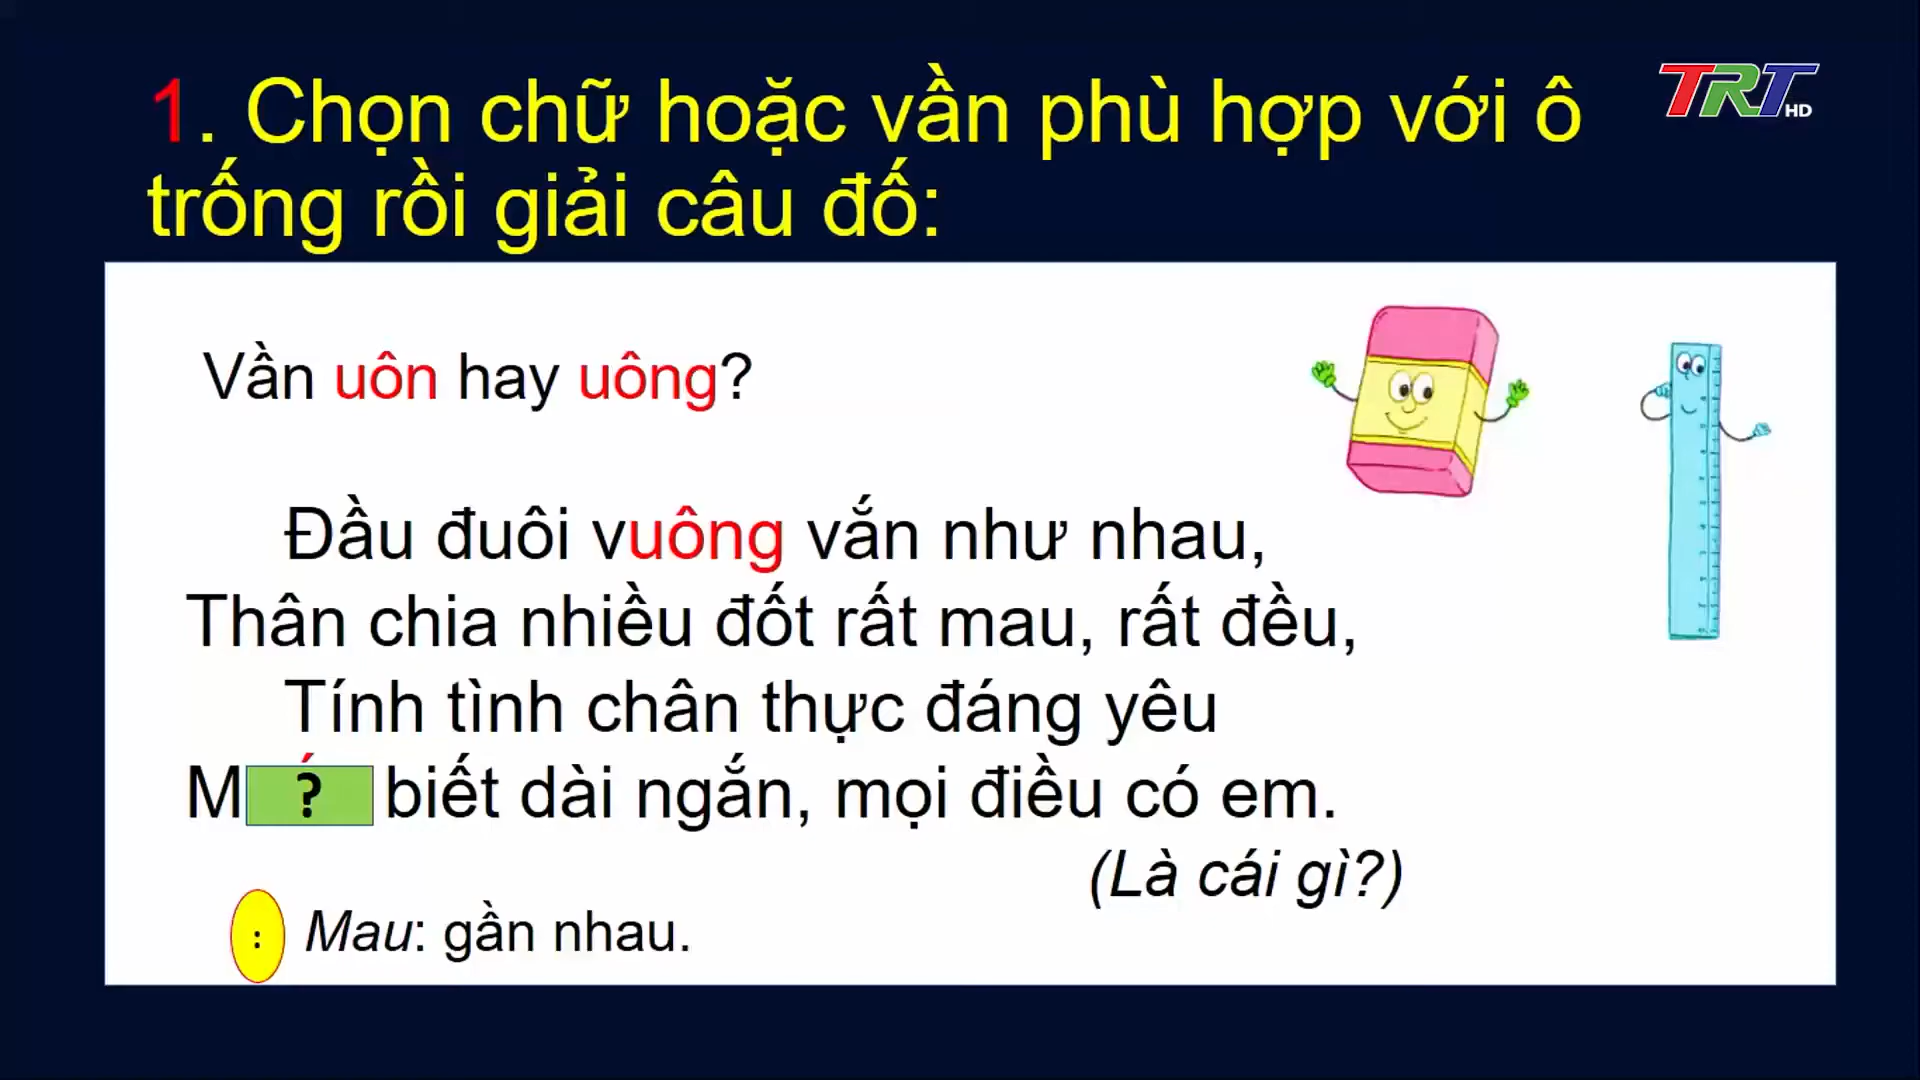 1. Chọn chữ hoặc vần phù hợp với ô
trống rồi giải câu đố:
TRT HD
Vần uôn hay uông?
Đầu đuôi vuông vắn như nhau,
Thân chia nhiều đốt rất mau, rất đều,
Tính tình chân thực đáng yêu
M ? biết dài ngắn, mọi điều có em.
(Là cái gì?)
: Mau: gần nhau.